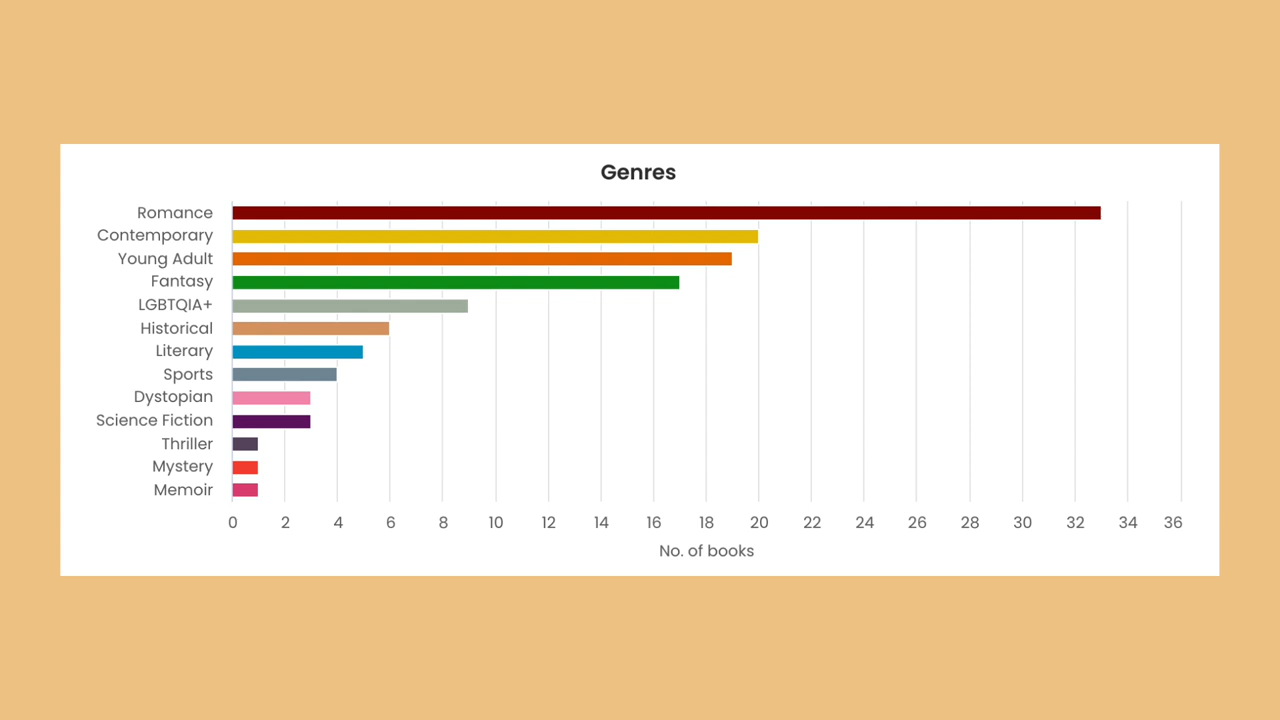 Genres
Romance
Contemporary
Young Adult
Fantasy
LGBTQIA+
Historical
Literary
Sports
Dystopian
Science Fiction
Thriller
Mystery
Memoir
0 2 4 6 8 10 12 14 16 18 20 22 24 26 28 30 32 34 36
No. of books